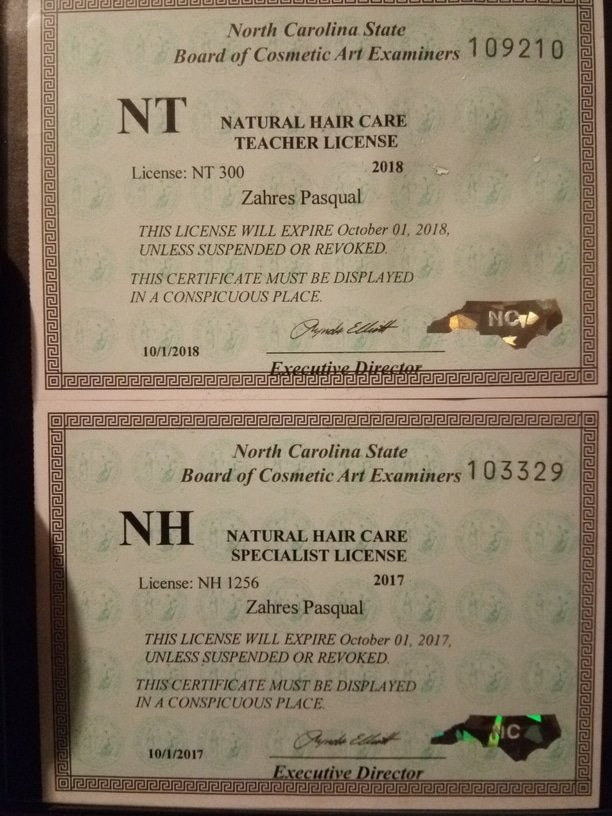 North Carolina State
Board of Cosmetic Art Examiners 109210
NT NATURAL HAIR CARE
TEACHER LICENSE
License: NT 300 2018
Zahres Pasqual
THIS LICENSE WILL EXPIRE October 01, 2018,
UNLESS SUSPENDED OR REVOKED.
THIS CERTIFICATE MUST BE DISPLAYED
IN A CONSPICUOUS PLACE.
NC
Lynda Elliott
10/1/2018
Executive Director
North Carolina State
Board of Cosmetic Art Examiners 103329
NH NATURAL HAIR CARE
SPECIALIST LICENSE
License: NH 1256 2017
Zahres Pasqual
THIS LICENSE WILL EXPIRE October 01, 2017,
UNLESS SUSPENDED OR REVOKED.
THIS CERTIFICATE MUST BE DISPLAYED
IN A CONSPICUOUS PLACE.
NC
Lynda Elliott
10/1/2017
Executive Director